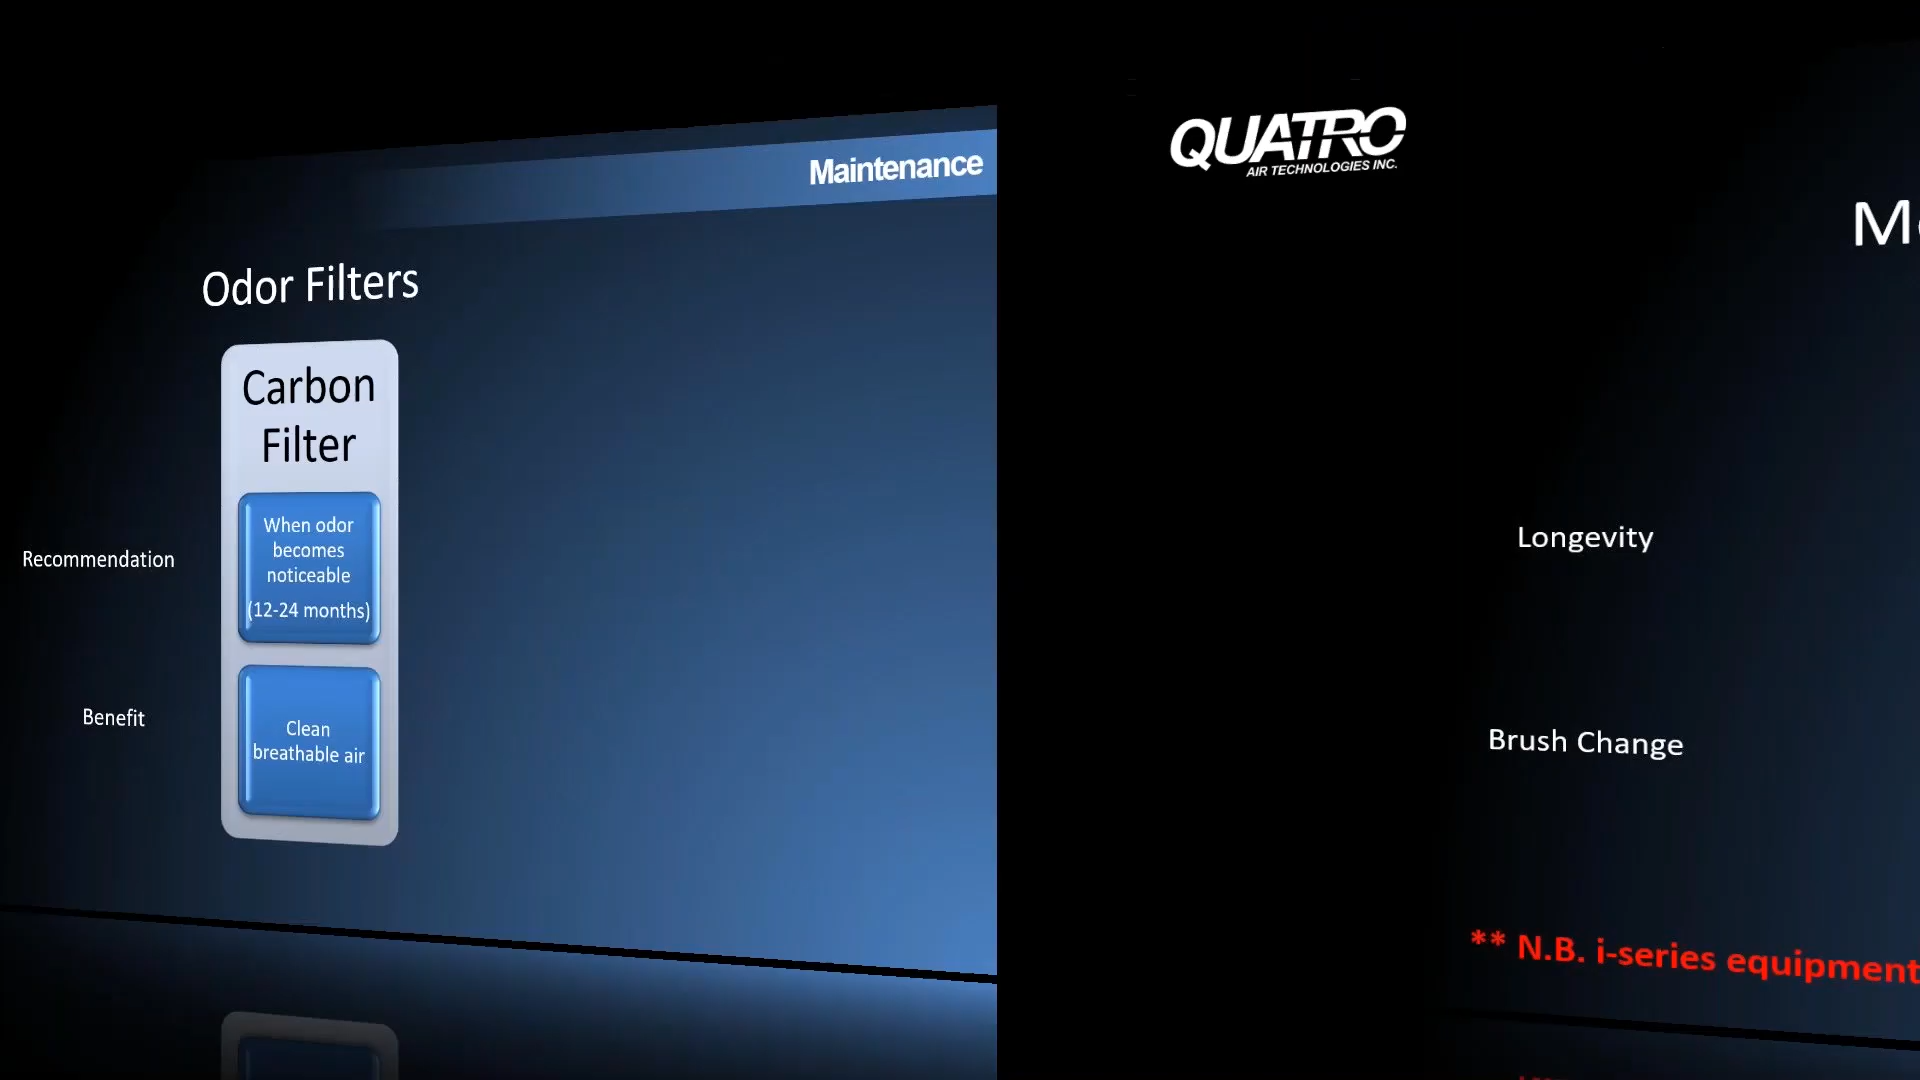 Maintenance
Odor Filters
Carbon
Filter
Recommendation
When odor
becomes
noticeable
(12-24 months)
Benefit
Clean
breathable air
QUATRO
AIR TECHNOLOGIES INC.
Longevity
Brush Change
** N.B. i-series equipment